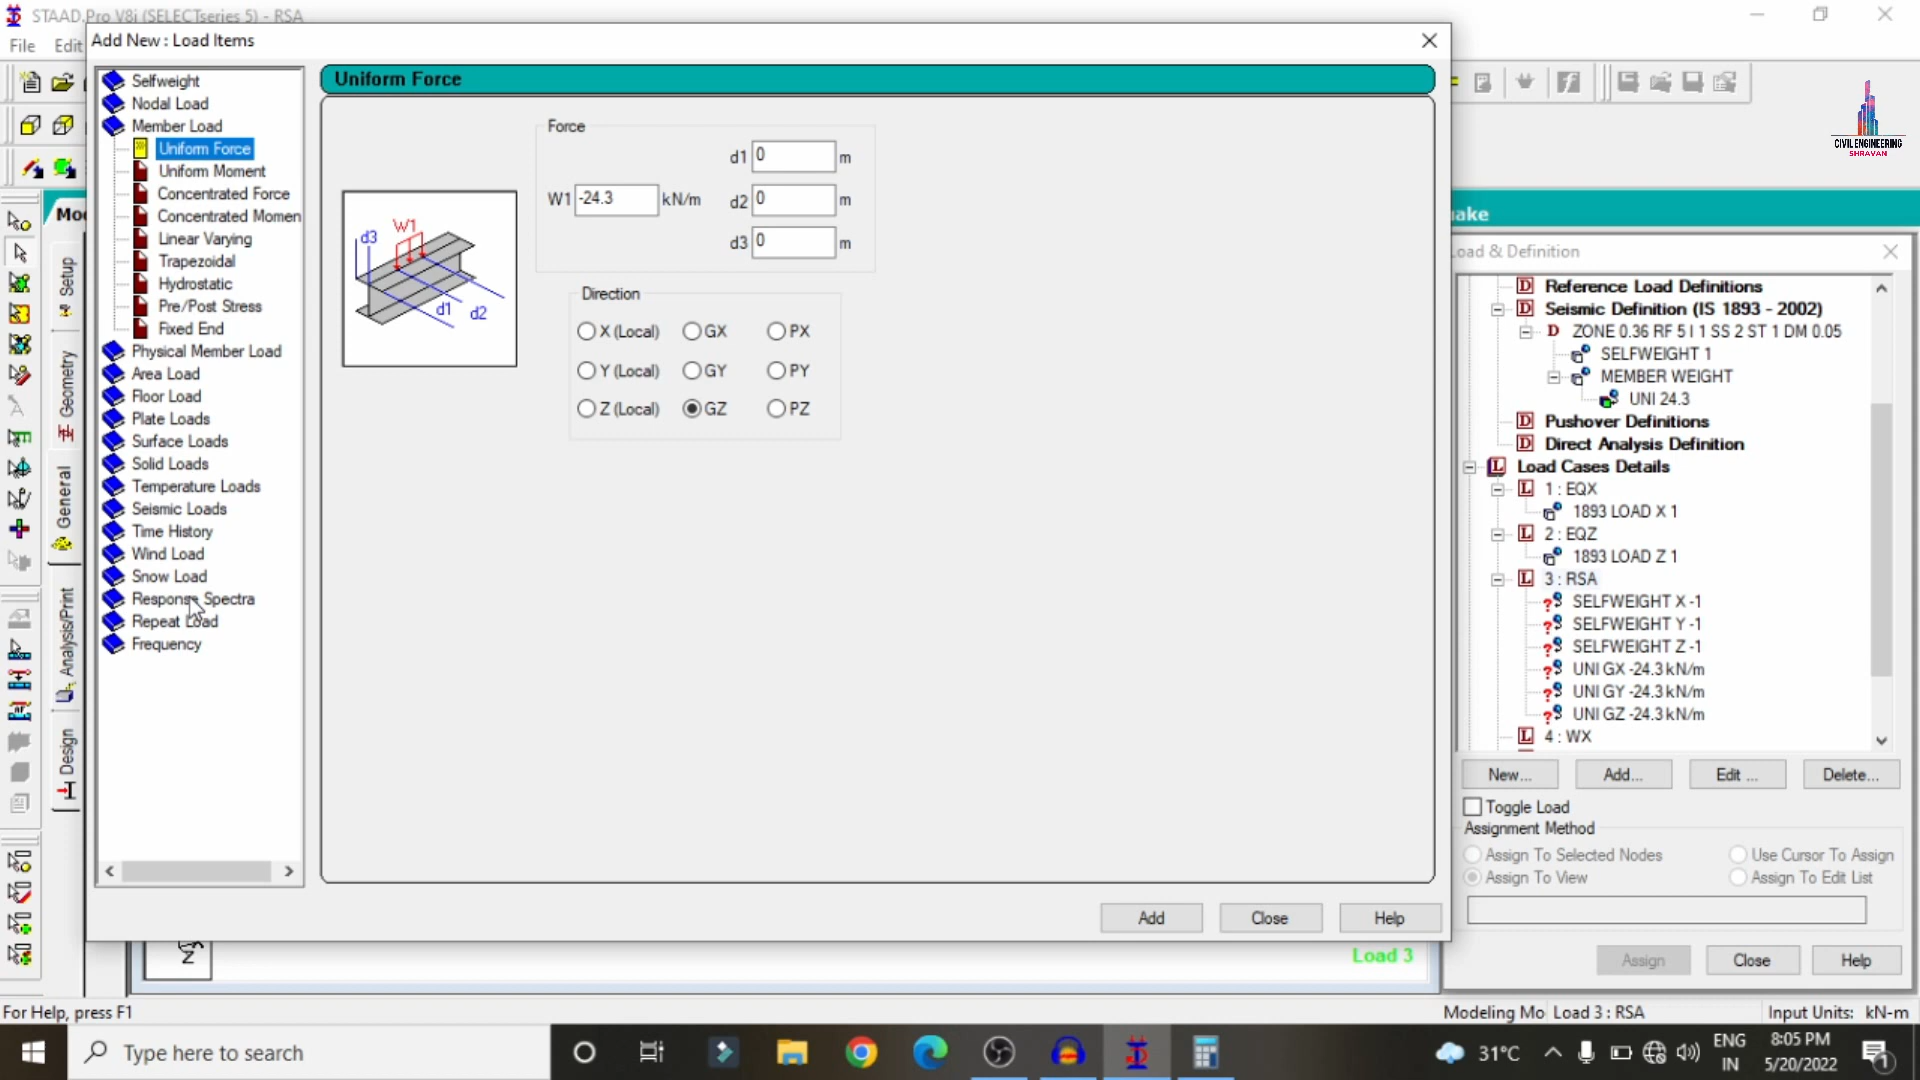 STAAD.Pro V8i (SELECTseries 5) - RSA
File Edit
Add New : Load Items
Selfweight
Nodal Load
Member Load
Uniform Force
Uniform Moment
Concentrated Force
Concentrated Momen
Linear Varying
Trapezoidal
Hydrostatic
Pre/Post Stress
Fixed End
Physical Member Load
Area Load
Floor Load
Plate Loads
Surface Loads
Solid Loads
Temperature Loads
Seismic Loads
Time History
Wind Load
Snow Load
Response Spectra
Repeat Load
Frequency
Uniform Force
Force
d1 0 m
W1 -24.3 kN/m
d2 0 m
d3 0 m
W1
d3
d1
d2
Direction
X (Local) GX PX
Y (Local) GY PY
Z (Local) GZ PZ
Add Close Help
Setup
Geometry
General
Analysis/Print
Design
Mo
CIVIL ENGINEERING
SHRAVAN
ake
oad & Definition
Reference Load Definitions
Seismic Definition (IS 1893 - 2002)
ZONE 0.36 RF 5 I 1 SS 2 ST 1 DM 0.05
SELFWEIGHT 1
MEMBER WEIGHT
UNI 24.3
Pushover Definitions
Direct Analysis Definition
Load Cases Details
1 : EQX
1893 LOAD X 1
2 : EQZ
1893 LOAD Z 1
3 : RSA
SELFWEIGHT X -1
SELFWEIGHT Y -1
SELFWEIGHT Z -1
UNI GX -24.3 kN/m
UNI GY -24.3 kN/m
UNI GZ -24.3 kN/m
4 : WX
New... Add... Edit ... Delete...
Toggle Load
Assignment Method
Assign To Selected Nodes Use Cursor To Assign
Assign To View Assign To Edit List
Assign Close Help
Z
Load 3
For Help, press F1
Modeling Mo Load 3 : RSA Input Units: kN-m
Type here to search
31°C
ENG
IN
8:05 PM
5/20/2022
1